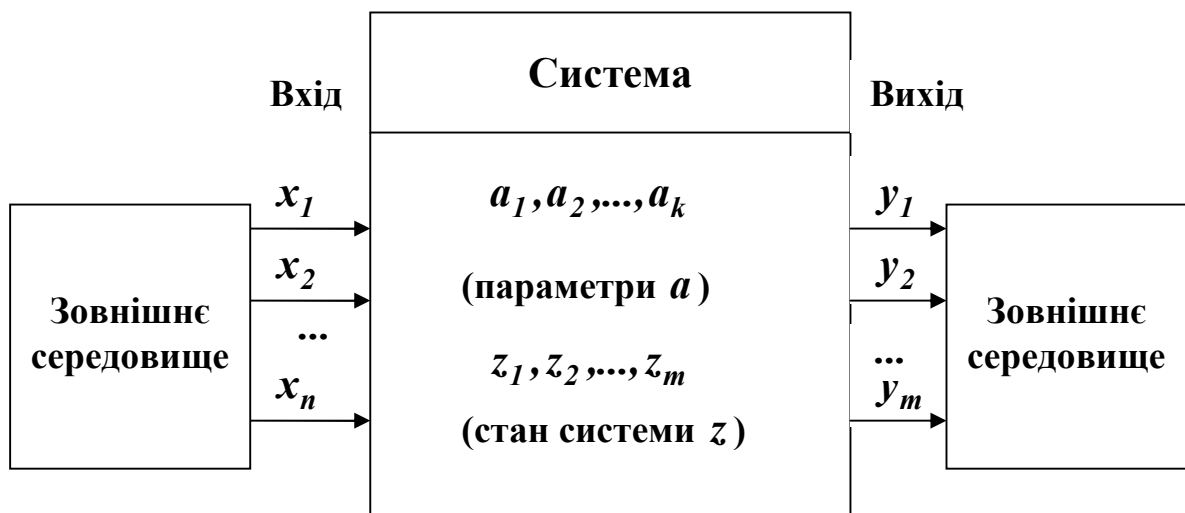 Система
Вхід
Вихід
x1
x2
...
xn
a1,a2,...,ak
(параметри a)
z1,z2,...,zm
(стан системи z)
y1
y2
...
ym
Зовнішнє
середовище
Зовнішнє
середовище